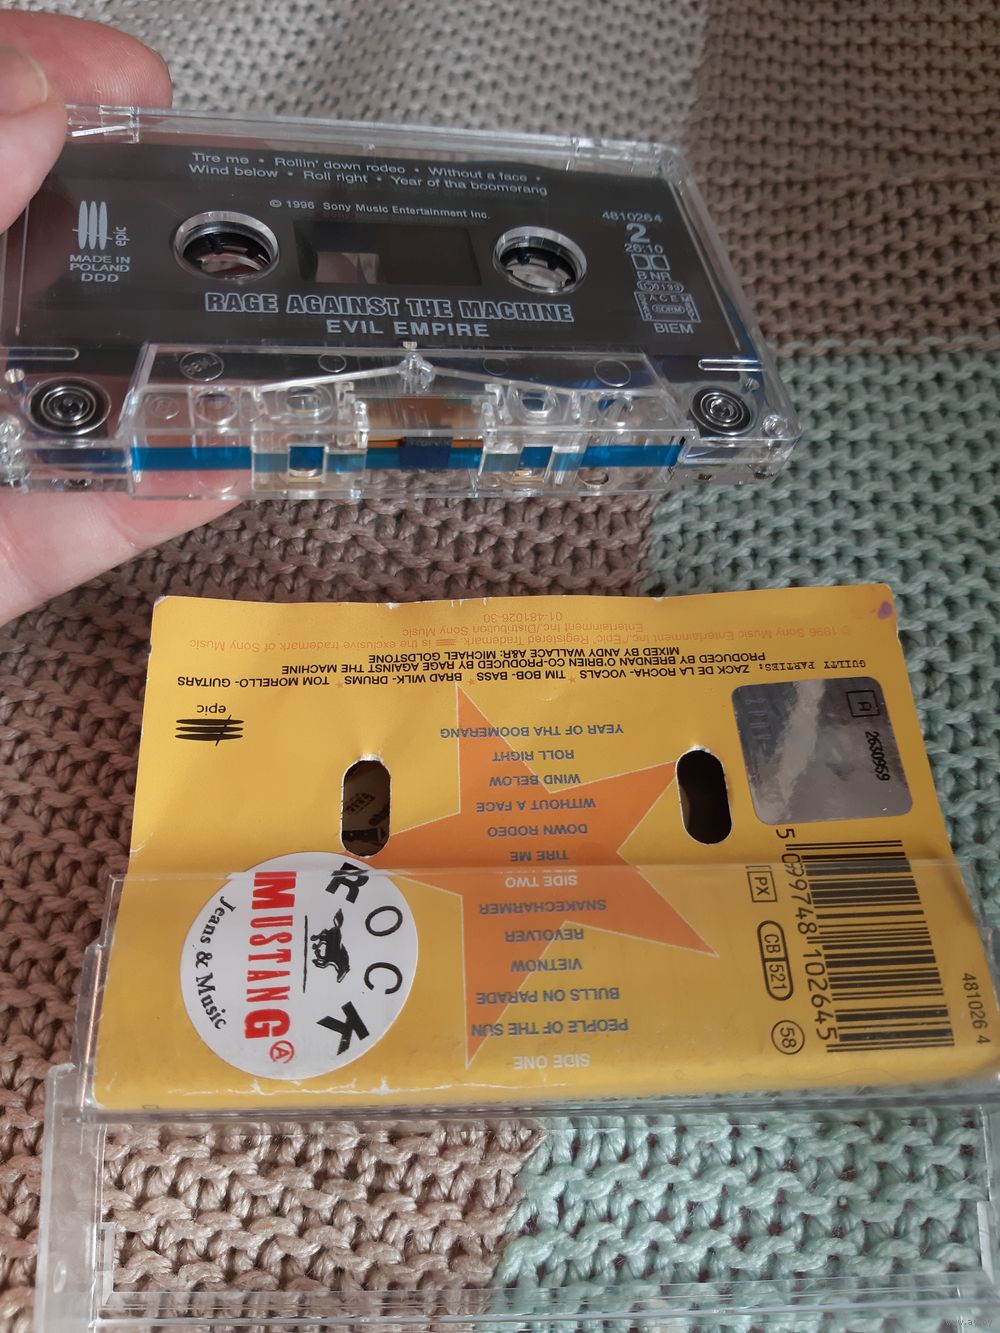 Tire me • Rollin' down rodeo • Without a face •
Wind below • Roll right • Year of tha boomerang
© 1996 Sony Music Entertainment Inc.
epic
MADE IN
POLAND
DDD
4810264
2
26:10
B NR
SACEM
BIEM
RAGE AGAINST THE MACHINE
EVIL EMPIRE
SIDE ONE
PEOPLE OF THE SUN
BULLS ON PARADE
VIETNOW
REVOLVER
SNAKECHARMER
SIDE TWO
TIRE ME
DOWN RODEO
WITHOUT A FACE
WIND BELOW
ROLL RIGHT
YEAR OF THA BOOMERANG
GUILTY PARTIES: ZACK DE LA ROCHA- VOCALS * TIM BOB- BASS * BRAD WILK- DRUMS * TOM MORELLO- GUITARS
PRODUCED BY BRENDAN O'BRIEN CO-PRODUCED BY RAGE AGAINST THE MACHINE
MIXED BY ANDY WALLACE A&R: MICHAEL GOLDSTONE
© 1996 Sony Music Entertainment Inc./"Epic," Registered Trademark. is the exclusive trademark of Sony Music
Entertainment Inc./Distribution Sony Music
01-481026-30
epic
A
2630959
5 099748 102645
PX
CB 521
58
481026 4
ROCK
MUSTANG
A
Jeans & Music